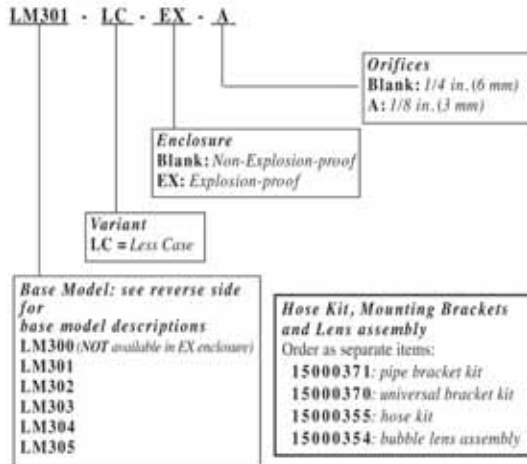 LM301 - LC - EX - A
Orifices
Blank: 1/4 in. (6 mm)
A: 1/8 in. (3 mm)
Enclosure
Blank: Non-Explosion-proof
EX: Explosion-proof
Variant
LC = Less Case
Base Model: see reverse side
for
base model descriptions
LM300 (NOT available in EX enclosure)
LM301
LM302
LM303
LM304
LM305
Hose Kit, Mounting Brackets
and Lens assembly
Order as separate items:
15000371: pipe bracket kit
15000370: universal bracket kit
15000355: hose kit
15000354: bubble lens assembly